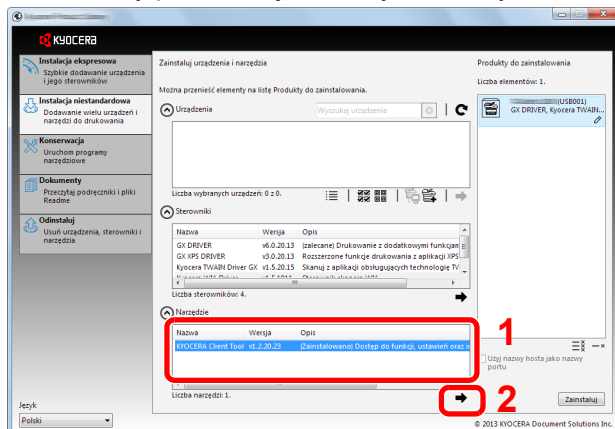 KYOCERA
Instalacja ekspresowa
Szybkie dodawanie urządzenia
i jego sterowników
Instalacja niestandardowa
Dodawanie wielu urządzeń i
narzędzi do drukowania
Konserwacja
Uruchom programy
narzędziowe
Dokumenty
Przeczytaj podręczniki i pliki
Readme
Odinstaluj
Usuń urządzenia, sterowniki i
narzędzia
Język
Polski
Zainstaluj urządzenia i narzędzia
Można przenieść elementy na listę Produkty do zainstalowania.
Urządzenia
Wyszukaj urządzenia
Liczba wybranych urządzeń: 0 z 0.
Sterowniki
Nazwa Wersja Opis
GX DRIVER v6.0.20.13 (zalecane) Drukowanie z dodatkowymi funkcjam
GX XPS DRIVER v3.0.20.13 Rozszerzone funkcje drukowania z aplikacji XPS
Kyocera TWAIN Driver GX v1.5.20.15 Skanuj z aplikacji obsługujących technologię TV
Liczba sterowników: 4.
Narzędzie
Nazwa Wersja Opis
KYOCERA Client Tool v1.2.20.23 (Zainstalowano) Dostęp do funkcji, ustawień oraz in
Liczba narzędzi: 1.
1
2
Produkty do zainstalowania
Liczba elementów: 1.
(USB001)
GX DRIVER, Kyocera TWAIN...
Użyj nazwy hosta jako nazwy
portu
Zainstaluj
© 2013 KYOCERA Document Solutions Inc.